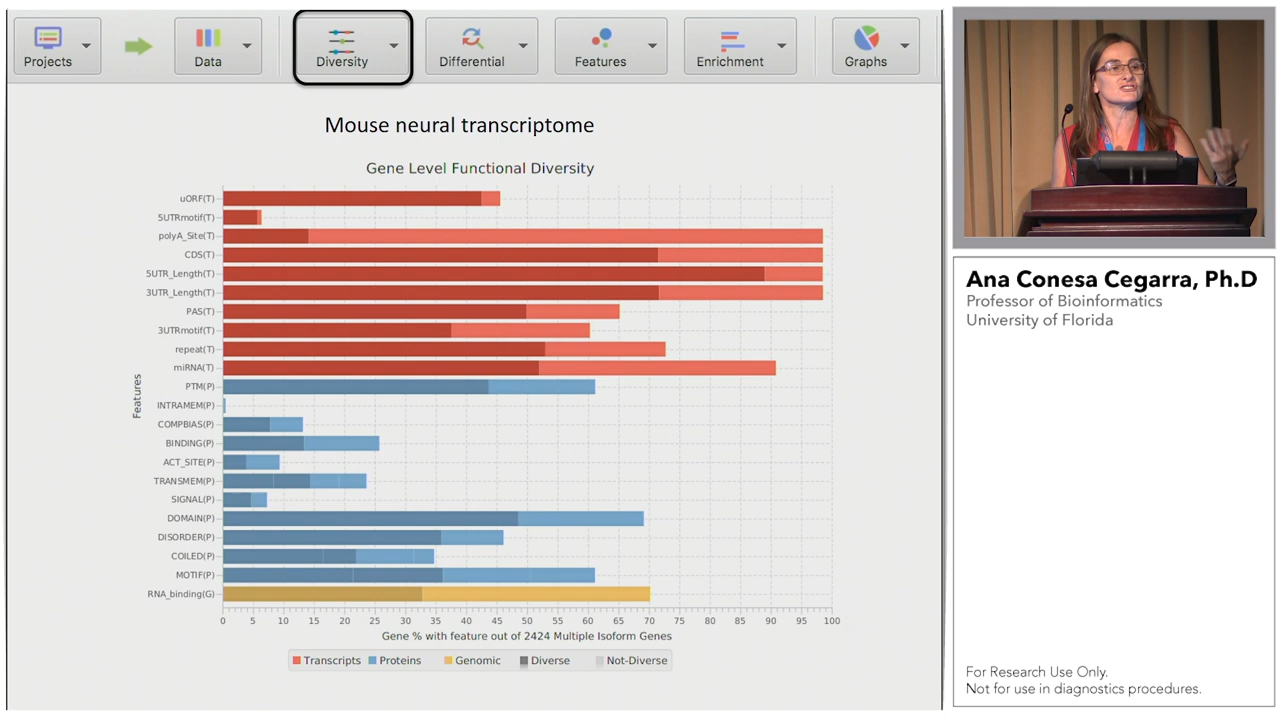 Projects
Data
Diversity
Differential
Features
Enrichment
Graphs
Mouse neural transcriptome
Gene Level Functional Diversity
Features
uORF(T)
5UTRmotif(T)
polyA_Site(T)
CDS(T)
5UTR_Length(T)
3UTR_Length(T)
PAS(T)
3UTRmotif(T)
repeat(T)
miRNA(T)
PTM(P)
INTRAMEM(P)
COMPBIAS(P)
BINDING(P)
ACT_SITE(P)
TRANSMEM(P)
SIGNAL(P)
DOMAIN(P)
DISORDER(P)
COILED(P)
MOTIF(P)
RNA_binding(G)
0 5 10 15 20 25 30 35 40 45 50 55 60 65 70 75 80 85 90 95 100
Gene % with feature out of 2424 Multiple Isoform Genes
Transcripts Proteins Genomic Diverse Not-Diverse
Ana Conesa Cegarra, Ph.D
Professor of Bioinformatics
University of Florida
For Research Use Only.
Not for use in diagnostics procedures.